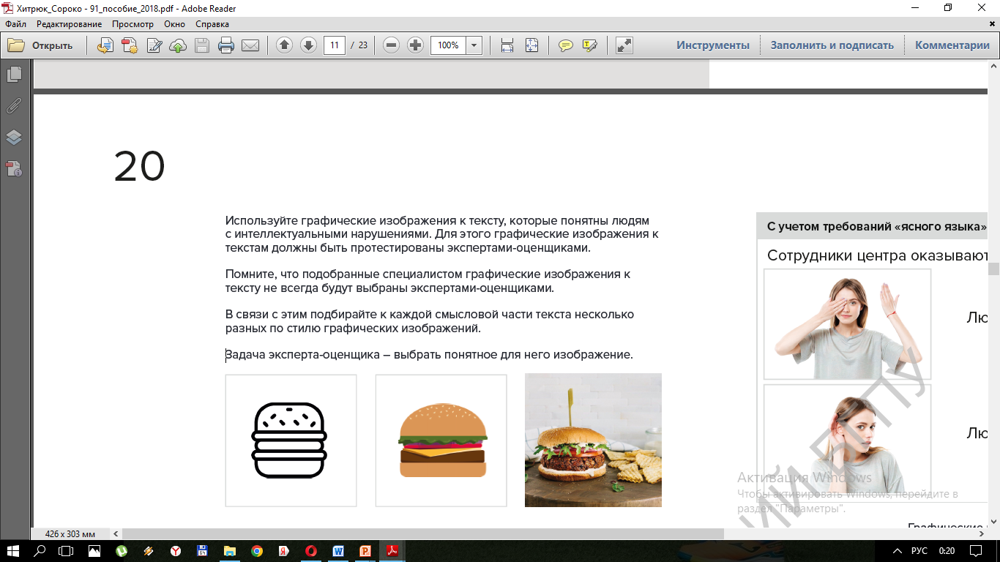 Хитрюк_Сороко - 91_пособие_2018.pdf - Adobe Reader
Файл Редактирование Просмотр Окно Справка
Открыть 11 / 23 100% Инструменты Заполнить и подписать Комментарии
20
Используйте графические изображения к тексту, которые понятны людям
с интеллектуальными нарушениями. Для этого графические изображения к
текстам должны быть протестированы экспертами-оценщиками.
Помните, что подобранные специалистом графические изображения к
тексту не всегда будут выбраны экспертами-оценщиками.
В связи с этим подбирайте к каждой смысловой части текста несколько
разных по стилю графических изображений.
Задача эксперта-оценщика – выбрать понятное для него изображение.
С учетом требований «ясного языка»
Сотрудники центра оказывают
Лю
Лю
Активация Windows
Чтобы активировать Windows, перейдите в
раздел "Параметры".
Графические
426 x 303 мм
РУС 0:20